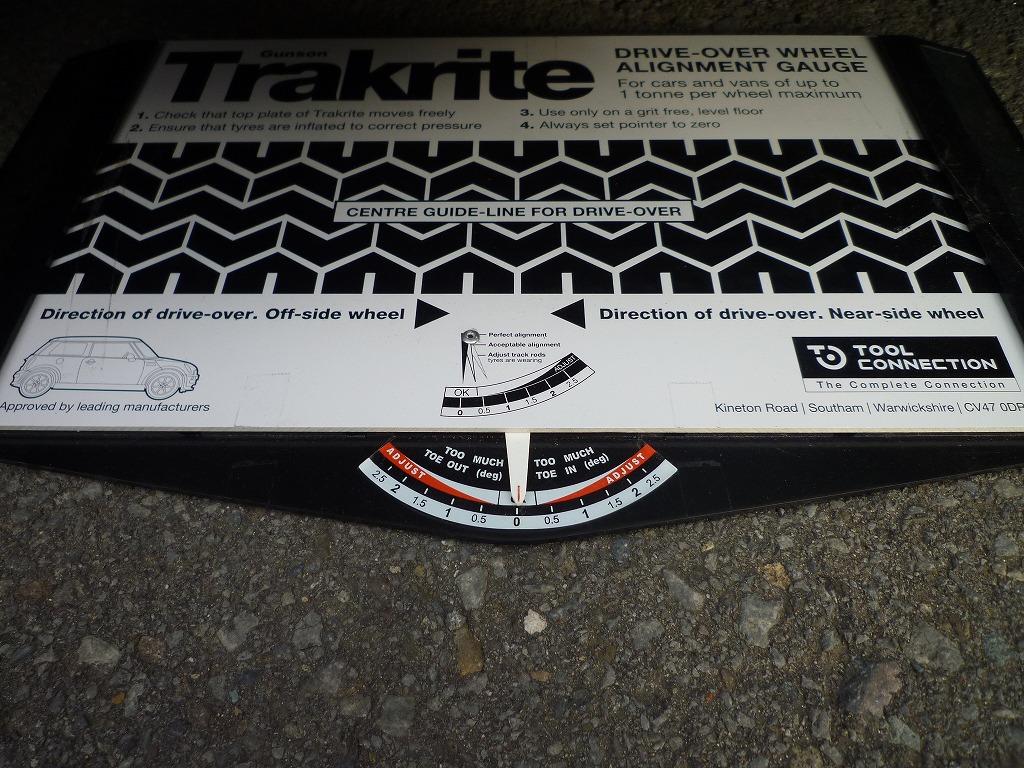 Gunson
Trakrite
DRIVE-OVER WHEEL
ALIGNMENT GAUGE
For cars and vans of up to
1 tonne per wheel maximum
1. Check that top plate of Trakrite moves freely
2. Ensure that tyres are inflated to correct pressure
3. Use only on a grit free, level floor
4. Always set pointer to zero
CENTRE GUIDE-LINE FOR DRIVE-OVER
Direction of drive-over. Off-side wheel
Direction of drive-over. Near-side wheel
Perfect alignment
Acceptable alignment
Adjust track rods
tyres are wearing
OK
ADJUST
0 0.5 1 1.5 2 2.5
Approved by leading manufacturers
TOOL
CONNECTION
The Complete Connection
Kineton Road | Southam | Warwickshire | CV47 0DR
ADJUST
TOO MUCH
TOE OUT (deg)
TOO MUCH
TOE IN (deg)
ADJUST
2.5 2 1.5 1 0.5 0 0.5 1 1.5 2 2.5